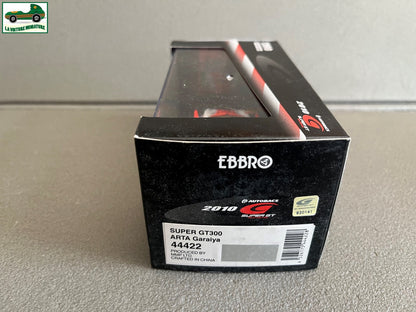 LA VOITURE MINIATURE
EBBRO
AUTOBACS
2010 SUPER GT
SUPER GT300
ARTA Garaiya
44422
PRODUCED BY
MMP LTD
CRAFTED IN CHINA